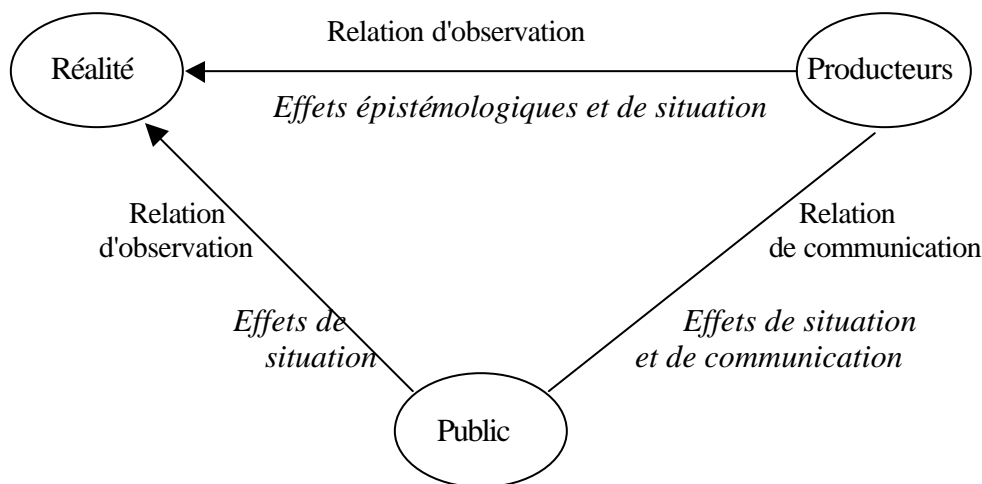 Relation d'observation
Réalité
Producteurs
Effets épistémologiques et de situation
Relation
d'observation
Relation
de communication
Effets de
situation
Effets de situation
et de communication
Public